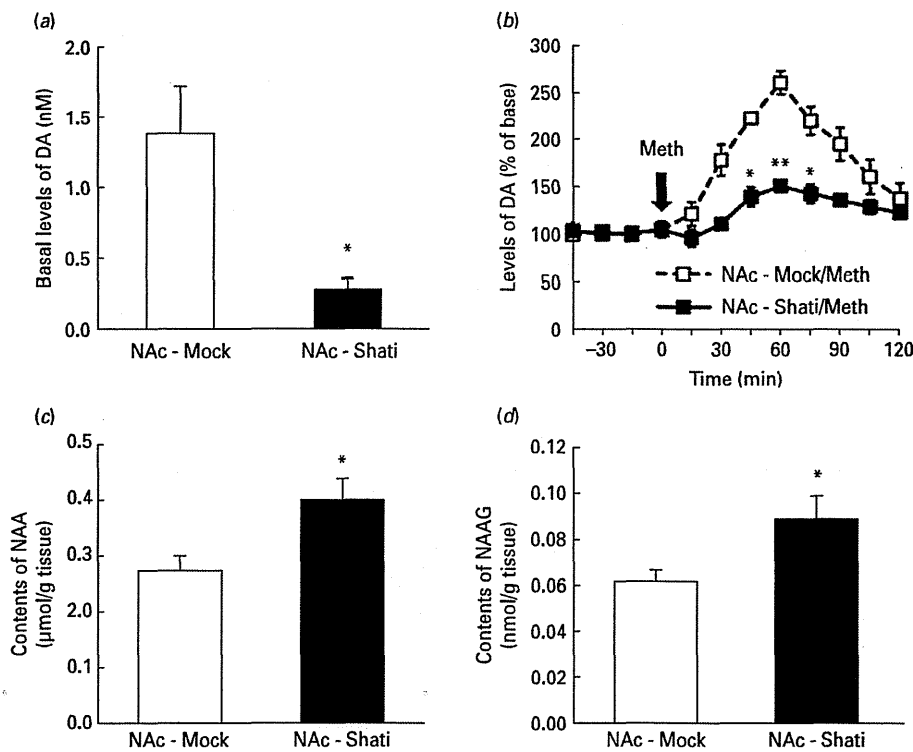 (a)
Basal levels of DA (nM)
2.0
1.5
1.0
0.5
0.0
*
NAc - Mock
NAc - Shati
(b)
Levels of DA (% of base)
300
250
200
150
100
50
0
Meth
*
**
*
NAc - Mock/Meth
NAc - Shati/Meth
–30
0
30
60
90
120
Time (min)
(c)
Contents of NAA
(µmol/g tissue)
0.5
0.4
0.3
2.0
0.1
0.0
*
NAc - Mock
NAc - Shati
(d)
Contents of NAAG
(nmol/g tissue)
0.12
0.10
0.08
0.06
0.04
0.02
0.00
*
NAc - Mock
NAc - Shati